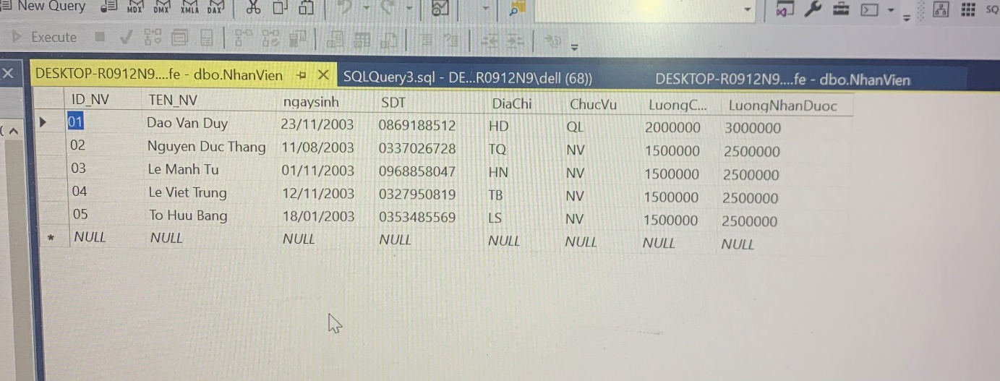 New Query MDX DMX XMLA DAX SQ
Execute
DESKTOP-R0912N9....fe - dbo.NhanVien SQLQuery3.sql - DE...R0912N9\dell (68)) DESKTOP-R0912N9....fe - dbo.NhanVien
ID_NV TEN_NV ngaysinh SDT DiaChi ChucVu LuongC... LuongNhanDuoc
01 Dao Van Duy 23/11/2003 0869188512 HD QL 2000000 3000000
02 Nguyen Duc Thang 11/08/2003 0337026728 TQ NV 1500000 2500000
03 Le Manh Tu 01/11/2003 0968858047 HN NV 1500000 2500000
04 Le Viet Trung 12/11/2003 0327950819 TB NV 1500000 2500000
05 To Huu Bang 18/01/2003 0353485569 LS NV 1500000 2500000
* NULL NULL NULL NULL NULL NULL NULL NULL